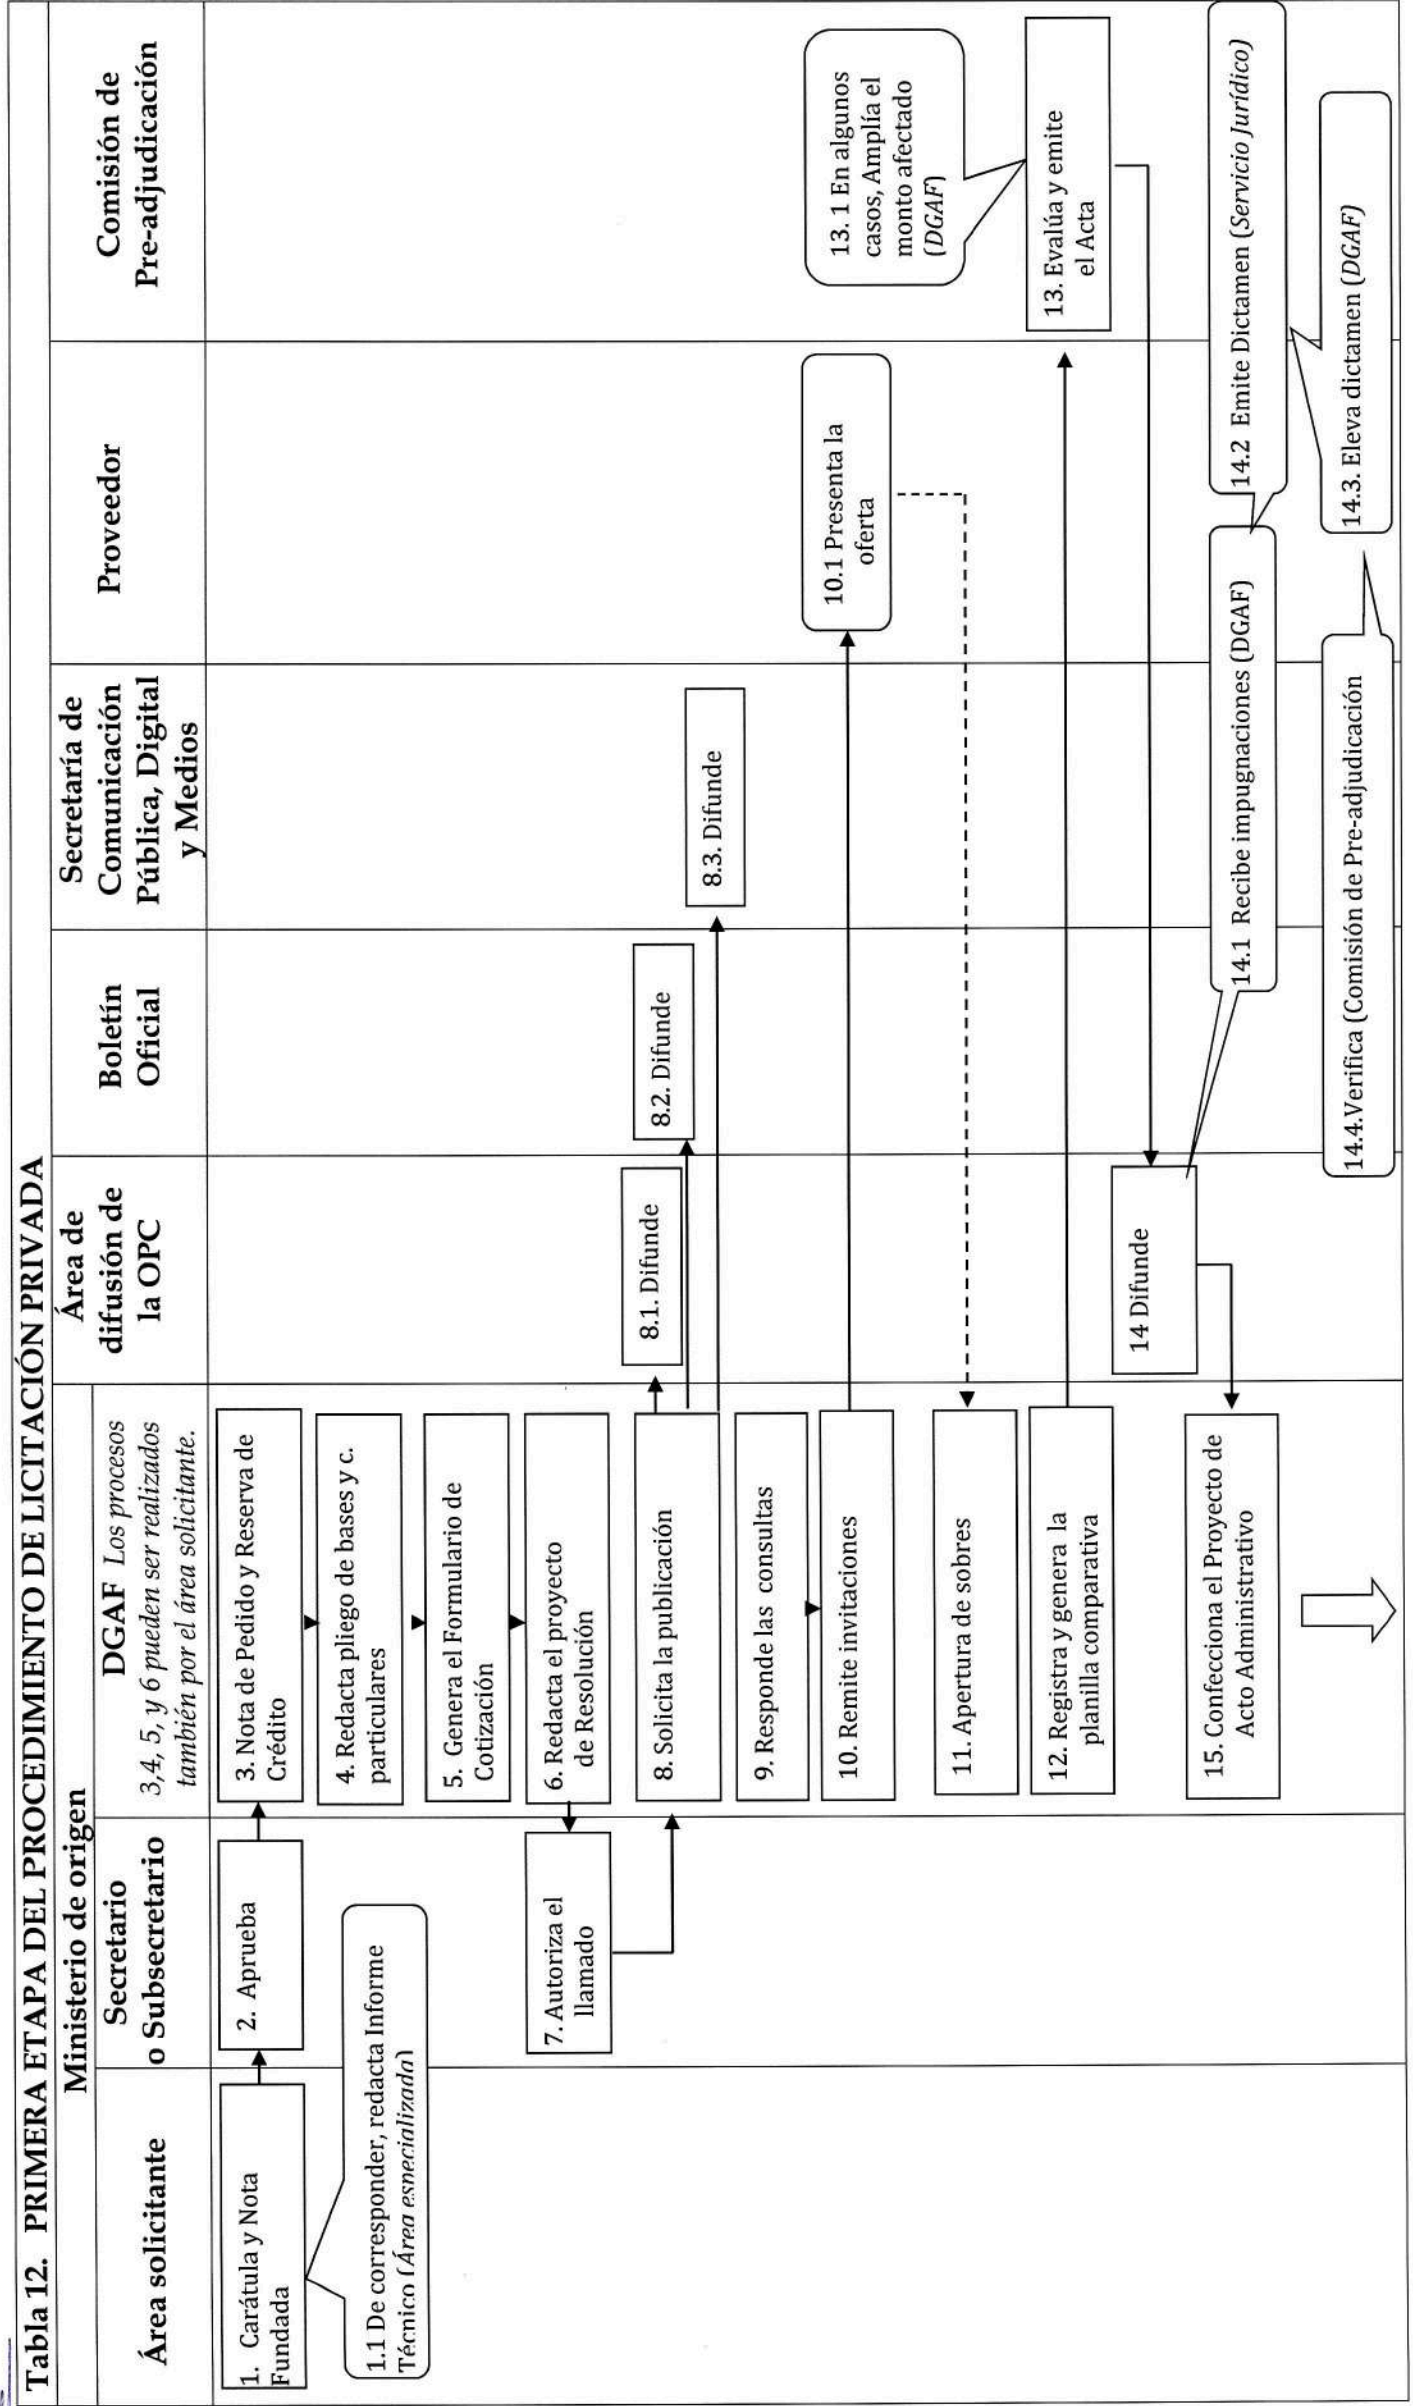 Tabla 12. PRIMERA ETAPA DEL PROCEDIMIENTO DE LICITACIÓN PRIVADA
Ministerio de origen
Área solicitante
Secretario
o Subsecretario
DGAF Los procesos
3,4, 5, y 6 pueden ser realizados
también por el área solicitante.
Área de
difusión de
la OPC
Boletín
Oficial
Secretaría de
Comunicación
Pública, Digital
y Medios
Proveedor
Comisión de
Pre-adjudicación
1. Carátula y Nota
Fundada
1.1 De corresponder, redacta Informe
Técnico (Área especializada)
2. Aprueba
3. Nota de Pedido y Reserva de
Crédito
4. Redacta pliego de bases y c.
particulares
5. Genera el Formulario de
Cotización
6. Redacta el proyecto
de Resolución
7. Autoriza el
llamado
8. Solicita la publicación
8.1. Difunde
8.2. Difunde
8.3. Difunde
9. Responde las consultas
10. Remite invitaciones
10.1 Presenta la
oferta
11. Apertura de sobres
12. Registra y genera la
planilla comparativa
13. 1 En algunos
casos, Amplía el
monto afectado
(DGAF)
13. Evalúa y emite
el Acta
14 Difunde
14.1 Recibe impugnaciones (DGAF)
14.2 Emite Dictamen (Servicio Jurídico)
14.3. Eleva dictamen (DGAF)
14.4.Verifica (Comisión de Pre-adjudicación
15. Confecciona el Proyecto de
Acto Administrativo